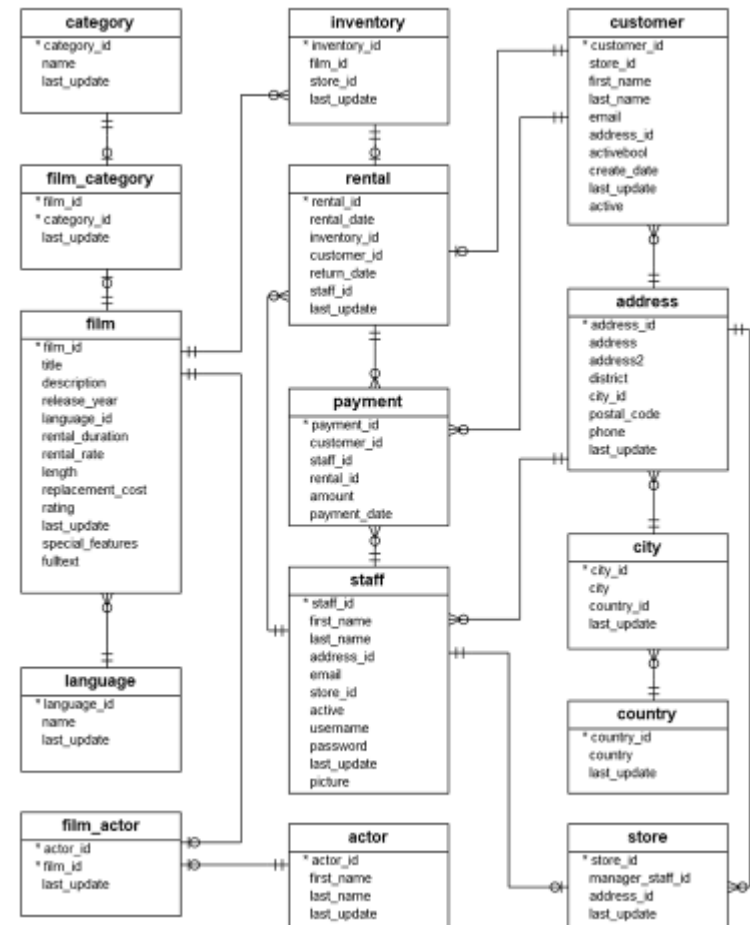 category
* category_id
name
last_update
film_category
* film_id
* category_id
last_update
film
* film_id
title
description
release_year
language_id
rental_duration
rental_rate
length
replacement_cost
rating
last_update
special_features
fulltext
language
* language_id
name
last_update
film_actor
* actor_id
* film_id
last_update
inventory
* inventory_id
film_id
store_id
last_update
rental
* rental_id
rental_date
inventory_id
customer_id
return_date
staff_id
last_update
payment
* payment_id
customer_id
staff_id
rental_id
amount
payment_date
staff
* staff_id
first_name
last_name
address_id
email
store_id
active
username
password
last_update
picture
actor
* actor_id
first_name
last_name
last_update
customer
* customer_id
store_id
first_name
last_name
email
address_id
activebool
create_date
last_update
active
address
* address_id
address
address2
district
city_id
postal_code
phone
last_update
city
* city_id
city
country_id
last_update
country
* country_id
country
last_update
store
* store_id
manager_staff_id
address_id
last_update